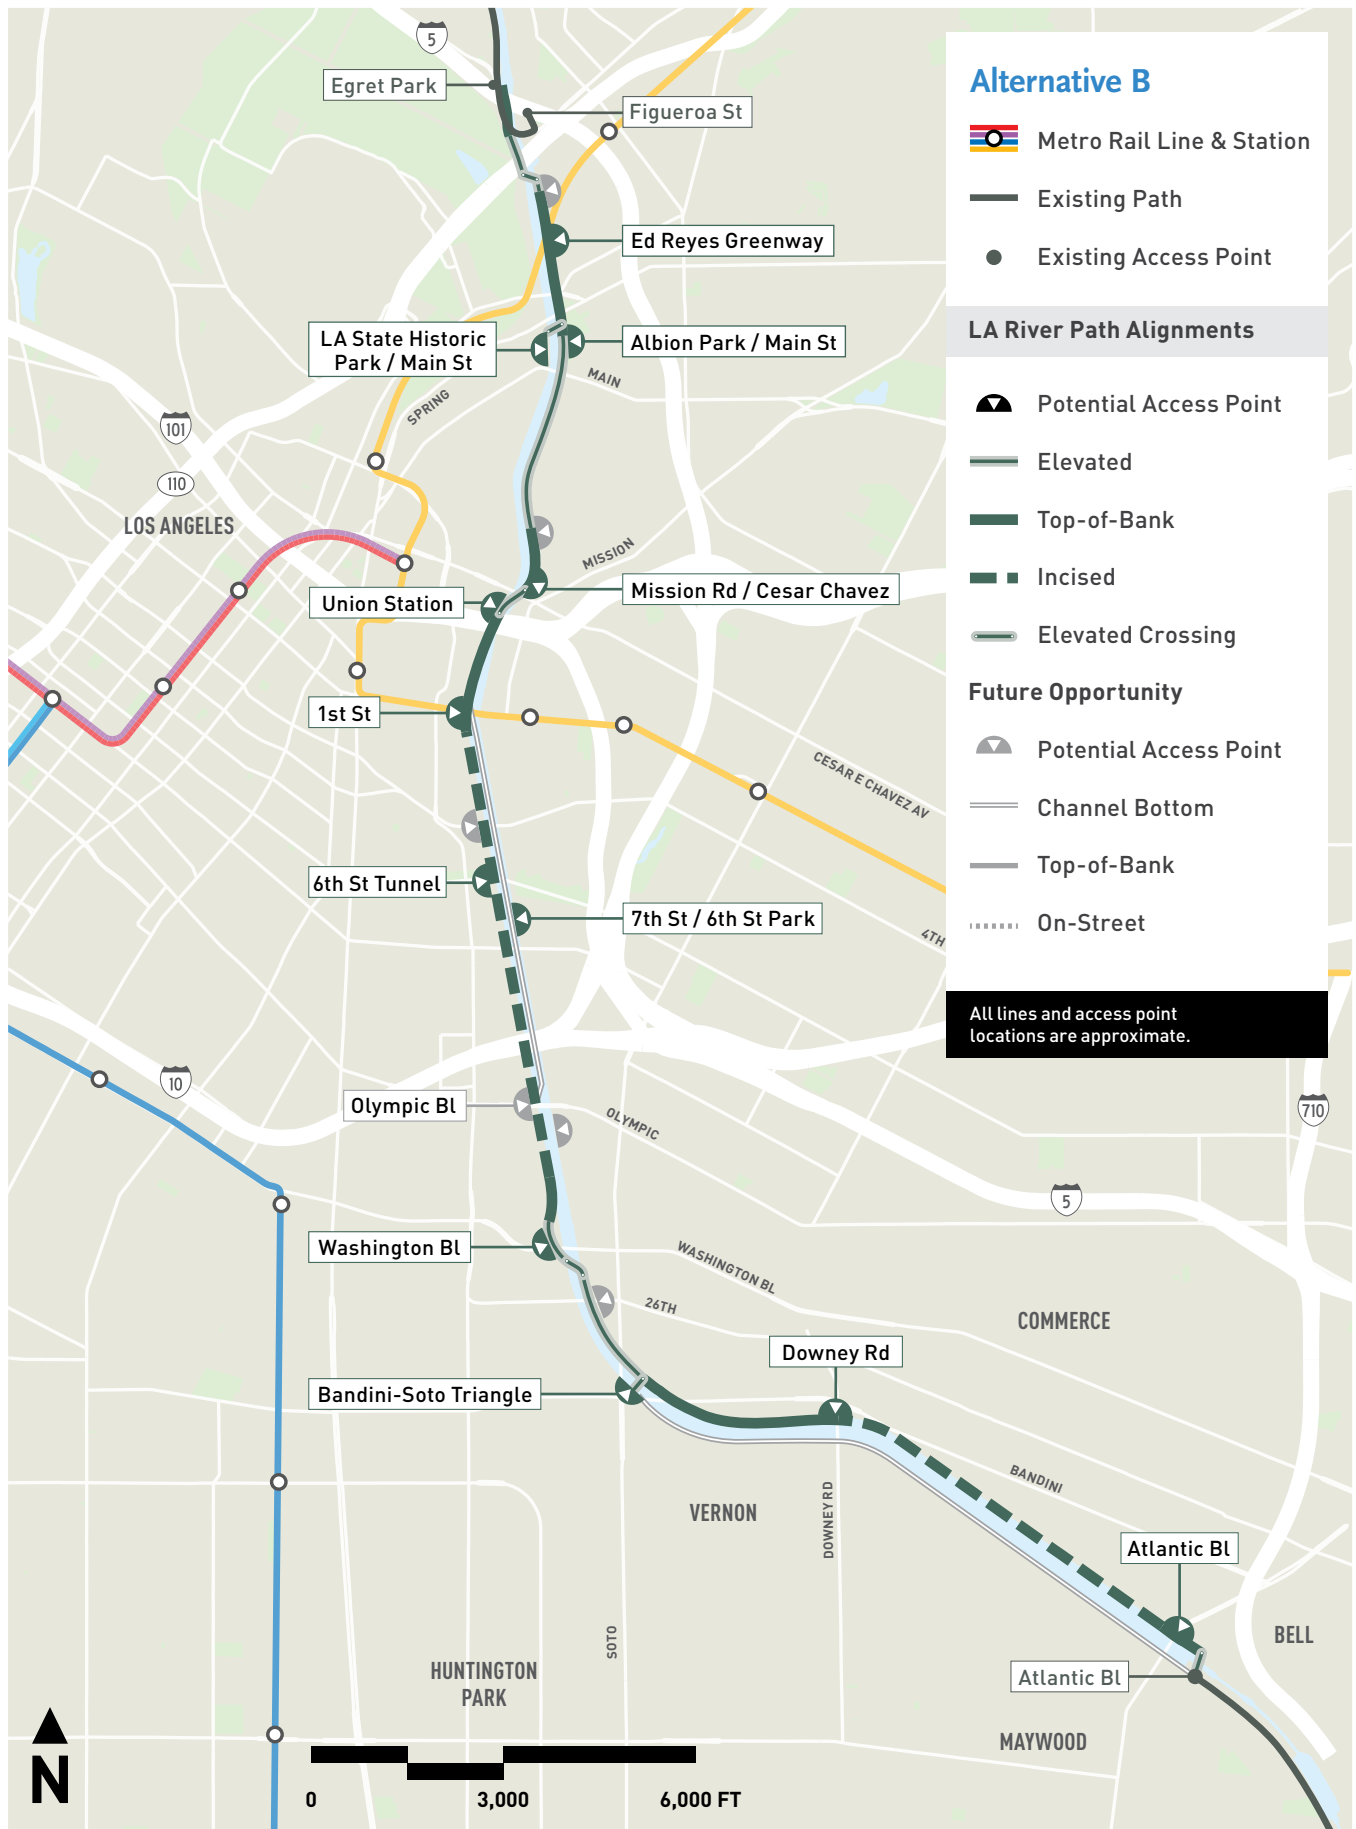 5
Egret Park
Figueroa St
Ed Reyes Greenway
LA State Historic
Park / Main St
Albion Park / Main St
MAIN
SPRING
101
110
LOS ANGELES
MISSION
Union Station
Mission Rd / Cesar Chavez
1st St
CESAR E CHAVEZ AV
6th St Tunnel
7th St / 6th St Park
4TH
10
Olympic Bl
OLYMPIC
710
5
Washington Bl
WASHINGTON BL
26TH
COMMERCE
Downey Rd
Bandini-Soto Triangle
BANDINI
VERNON
DOWNEY RD
Atlantic Bl
SOTO
BELL
HUNTINGTON
PARK
Atlantic Bl
MAYWOOD
N
0
3,000
6,000 FT
Alternative B
Metro Rail Line & Station
Existing Path
Existing Access Point
LA River Path Alignments
Potential Access Point
Elevated
Top-of-Bank
Incised
Elevated Crossing
Future Opportunity
Potential Access Point
Channel Bottom
Top-of-Bank
On-Street
All lines and access point
locations are approximate.